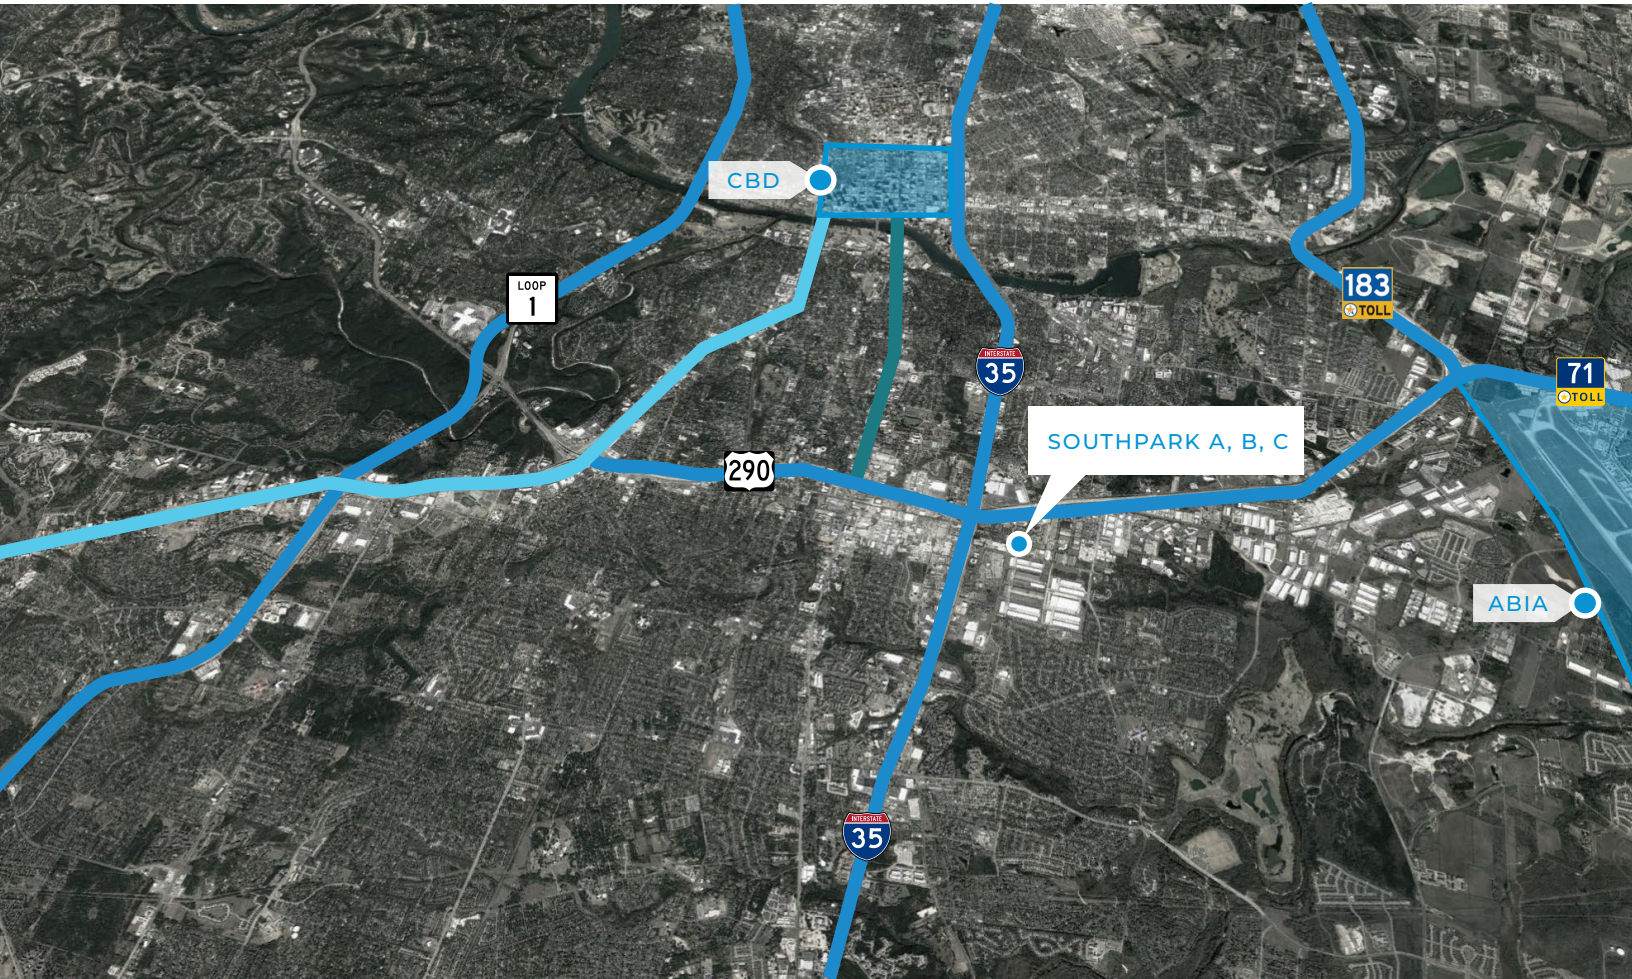 CBD
LOOP
1
183
TOLL
INTERSTATE
35
71
TOLL
SOUTHPARK A, B, C
290
ABIA
INTERSTATE
35